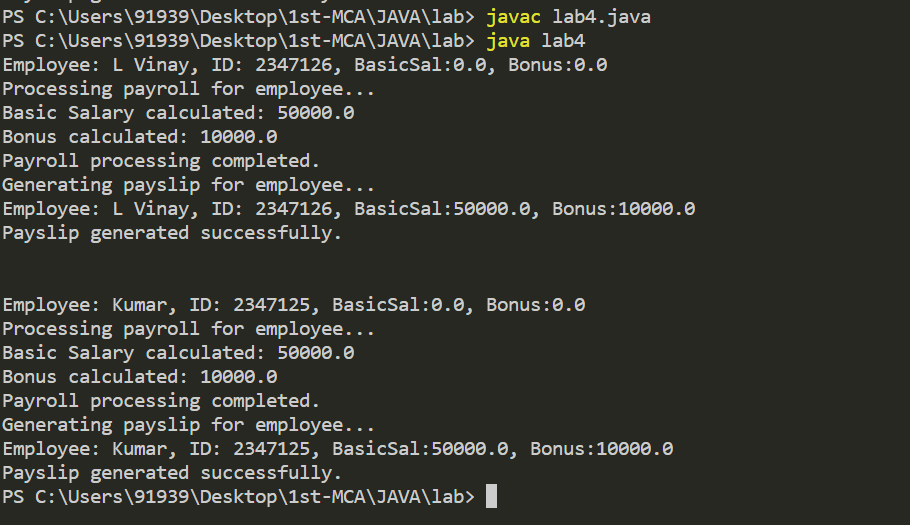 PS C:\Users\91939\Desktop\1st-MCA\JAVA\lab> javac lab4.java
PS C:\Users\91939\Desktop\1st-MCA\JAVA\lab> java lab4
Employee: L Vinay, ID: 2347126, BasicSal:0.0, Bonus:0.0
Processing payroll for employee...
Basic Salary calculated: 50000.0
Bonus calculated: 10000.0
Payroll processing completed.
Generating payslip for employee...
Employee: L Vinay, ID: 2347126, BasicSal:50000.0, Bonus:10000.0
Payslip generated successfully.
Employee: Kumar, ID: 2347125, BasicSal:0.0, Bonus:0.0
Processing payroll for employee...
Basic Salary calculated: 50000.0
Bonus calculated: 10000.0
Payroll processing completed.
Generating payslip for employee...
Employee: Kumar, ID: 2347125, BasicSal:50000.0, Bonus:10000.0
Payslip generated successfully.
PS C:\Users\91939\Desktop\1st-MCA\JAVA\lab>